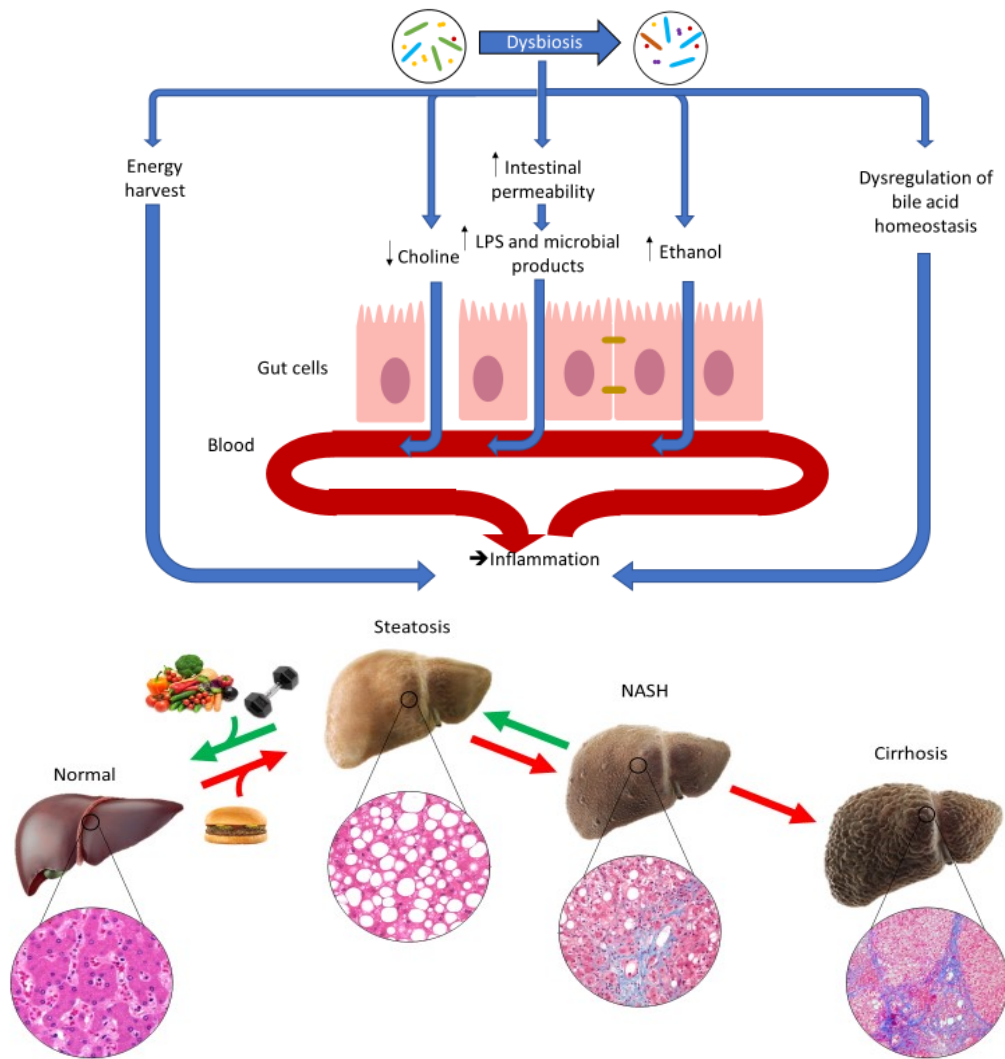 Dysbiosis
Energy
harvest
↑ Intestinal
permeability
Dysregulation of
bile acid
homeostasis
↓ Choline
↑ LPS and microbial
products
↑ Ethanol
Gut cells
Blood
➔Inflammation
Steatosis
NASH
Normal
Cirrhosis